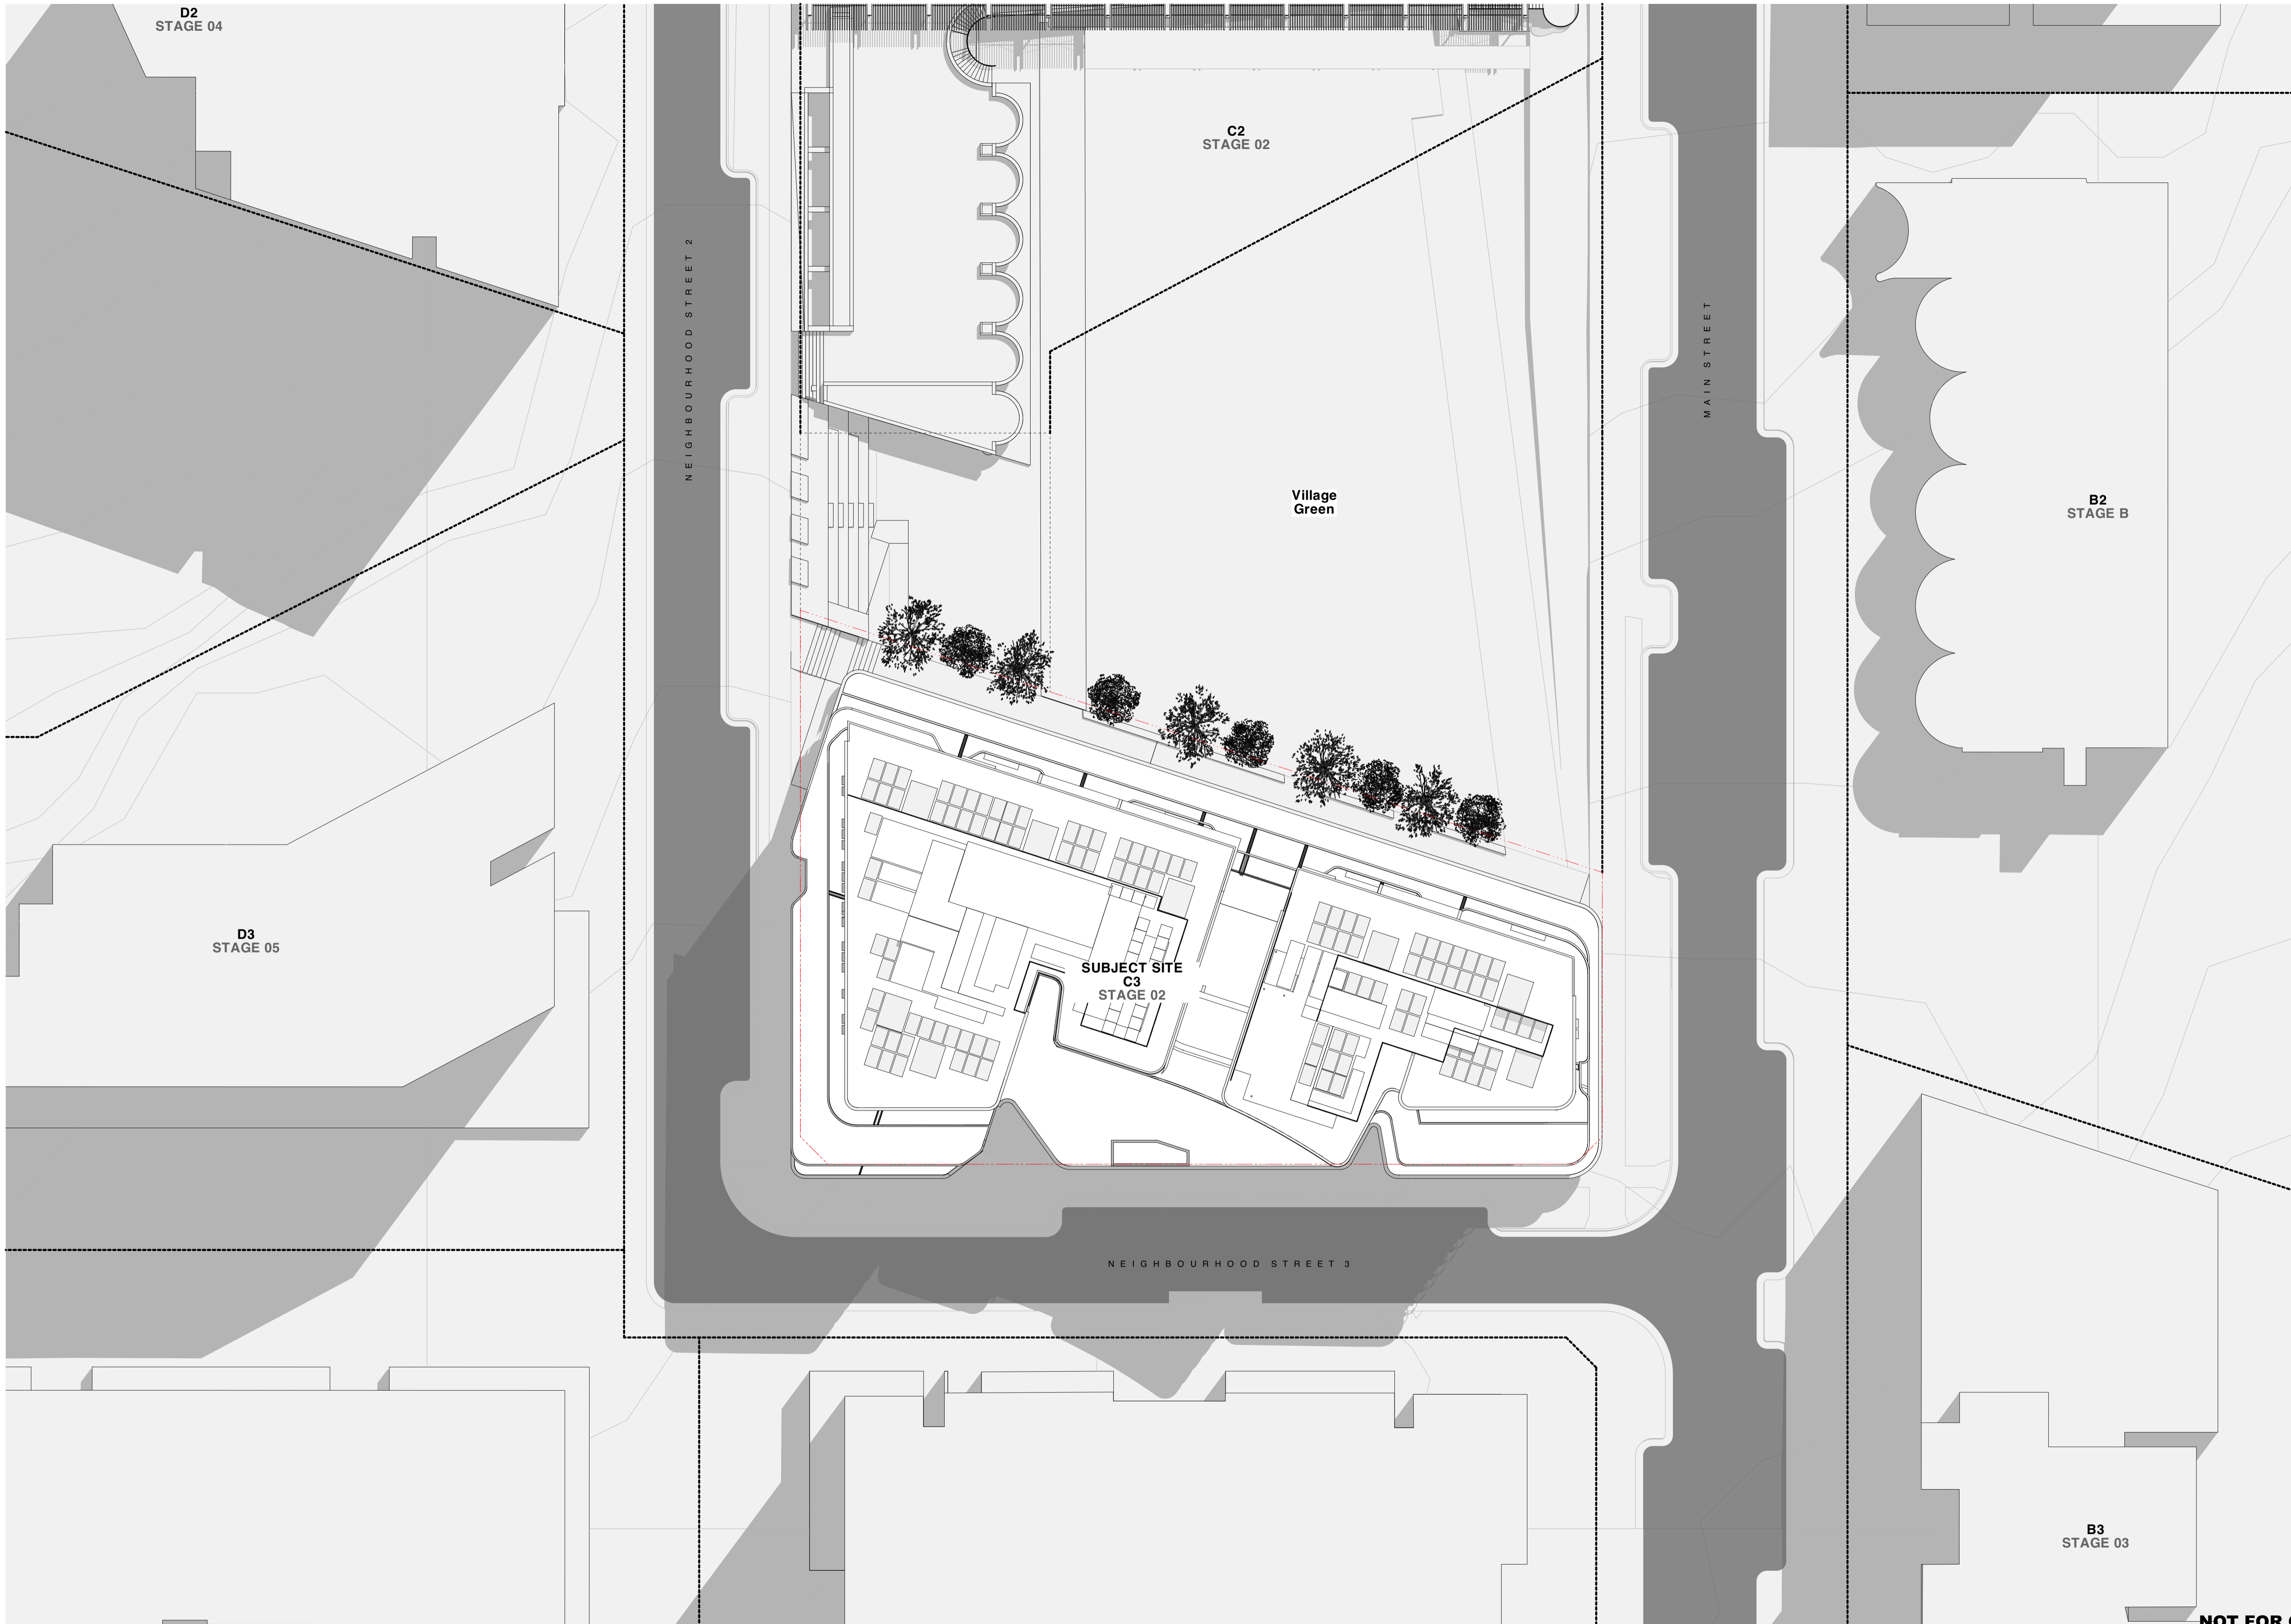 D2
STAGE 04
C2
STAGE 02
NEIGHBOURHOOD STREET 2
MAIN STREET
Village
Green
B2
STAGE B
D3
STAGE 05
SUBJECT SITE
C3
STAGE 02
NEIGHBOURHOOD STREET 3
B3
STAGE 03
NOT FOR